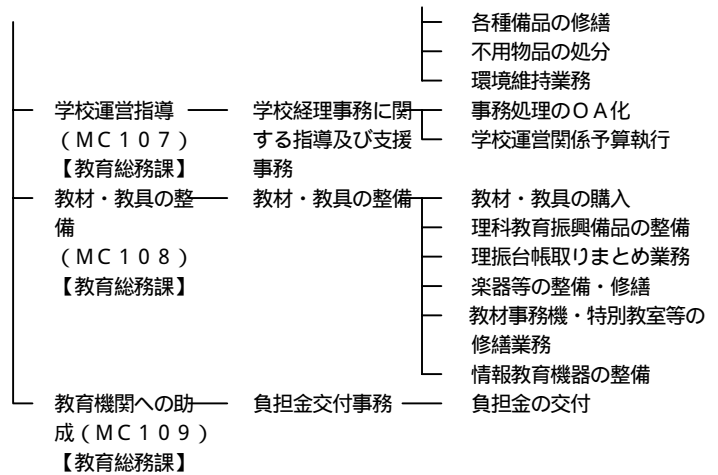 各種備品の修繕
不用物品の処分
環境維持業務
学校運営指導
（ＭＣ１０７）
【教育総務課】
学校経理事務に関
する指導及び支援
事務
事務処理のＯＡ化
学校運営関係予算執行
教材・教具の整
備
（ＭＣ１０８）
【教育総務課】
教材・教具の整備
教材・教具の購入
理科教育振興備品の整備
理振台帳取りまとめ業務
楽器等の整備・修繕
教材事務機・特別教室等の
修繕業務
情報教育機器の整備
教育機関への助
成（ＭＣ１０９）
【教育総務課】
負担金交付事務
負担金の交付